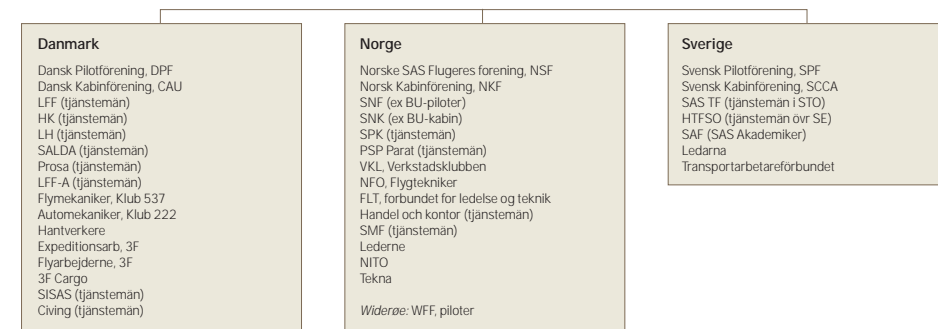 Danmark
Dansk Pilotförening, DPF
Dansk Kabinförening, CAU
LFF (tjänstemän)
HK (tjänstemän)
LH (tjänstemän)
SALDA (tjänstemän)
Prosa (tjänstemän)
LFF-A (tjänstemän)
Flymekaniker, Klub 537
Automekaniker, Klub 222
Hantverkere
Expeditionsarb, 3F
Flyarbejderne, 3F
3F Cargo
SISAS (tjänstemän)
Civing (tjänstemän)
Norge
Norske SAS Flugeres forening, NSF
Norsk Kabinförening, NKF
SNF (ex BU-piloter)
SNK (ex BU-kabin)
SPK (tjänstemän)
PSP Parat (tjänstemän)
VKL, Verkstadsklubben
NFO, Flygtekniker
FLT, forbundet for ledelse og teknik
Handel och kontor (tjänstemän)
SMF (tjänstemän)
Lederne
NITO
Tekna
Widerøe: WFF, piloter
Sverige
Svensk Pilotförening, SPF
Svensk Kabinförening, SCCA
SAS TF (tjänstemän i STO)
HTFSO (tjänstemän övr SE)
SAF (SAS Akademiker)
Ledarna
Transportarbetareförbundet